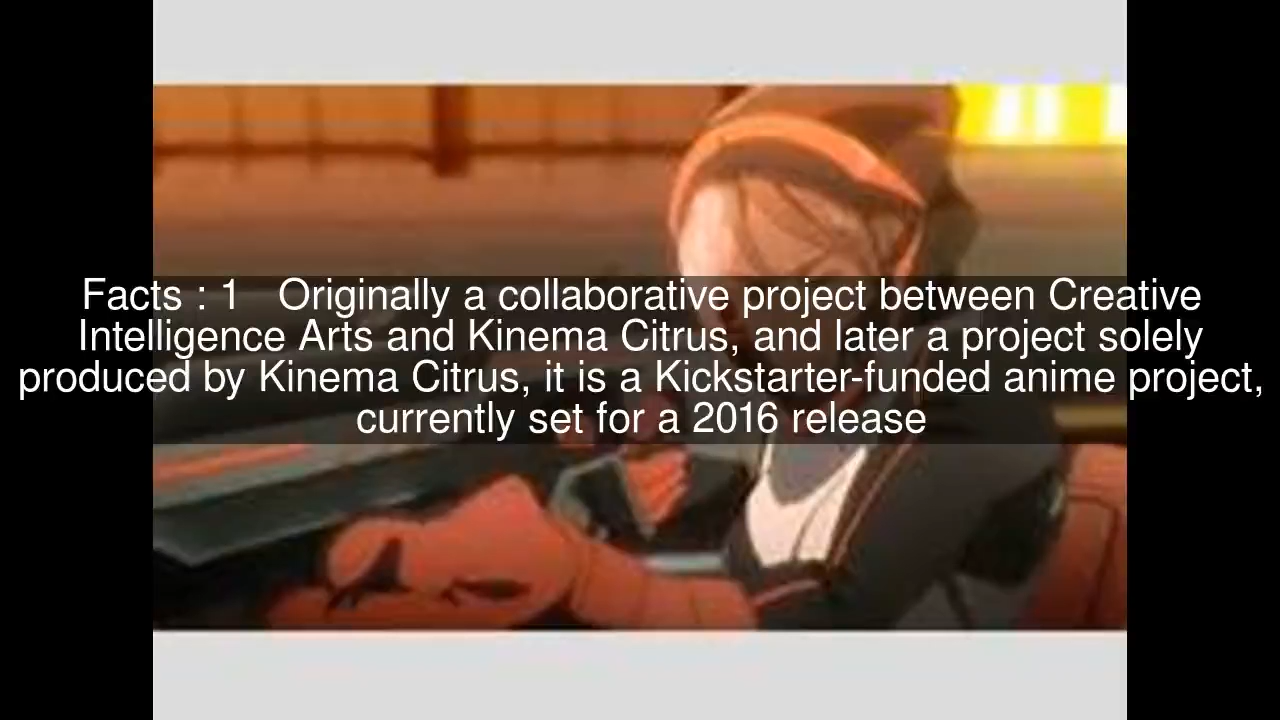 Facts : 1 Originally a collaborative project between Creative
Intelligence Arts and Kinema Citrus, and later a project solely
produced by Kinema Citrus, it is a Kickstarter-funded anime project,
currently set for a 2016 release